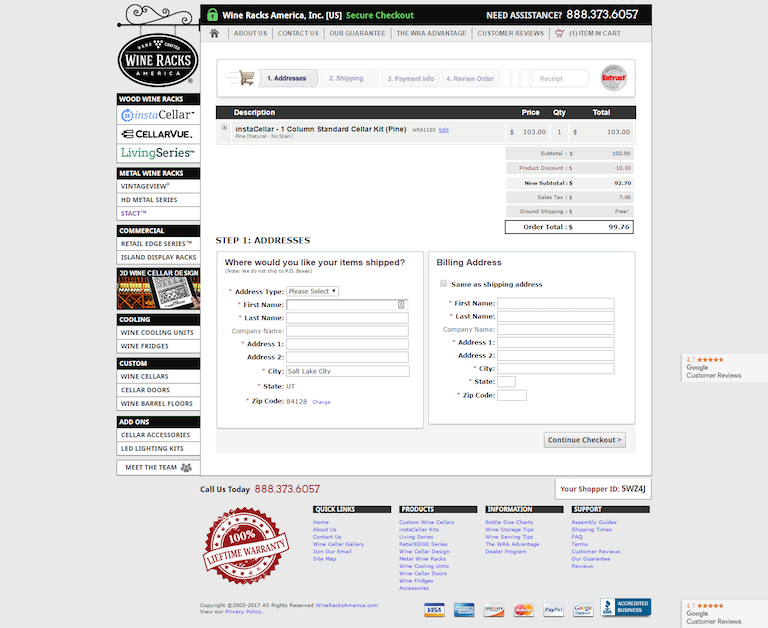 Wine Racks America, Inc. [US] Secure Checkout
NEED ASSISTANCE? 888.373.6057
ABOUT US
CONTACT US
OUR GUARANTEE
THE WRA ADVANTAGE
CUSTOMER REVIEWS
(1) ITEM IN CART
HAND CRAFTED
WINE RACKS
AMERICA
WOOD WINE RACKS
instaCellar™
CELLARVUE™
LivingSeries™
METAL WINE RACKS
VINTAGEVIEW®
HD METAL SERIES
STACT™
COMMERCIAL
RETAIL EDGE SERIES™
ISLAND DISPLAY RACKS
3D WINE CELLAR DESIGN
COOLING
WINE COOLING UNITS
WINE FRIDGES
CUSTOM
WINE CELLARS
CELLAR DOORS
WINE BARREL FLOORS
ADD ONS
CELLAR ACCESSORIES
LED LIGHTING KITS
MEET THE TEAM
1. Addresses
2. Shipping
3. Payment Info
4. Review Order
Receipt
Entrust
Description Price Qty Total
instaCellar - 1 Column Standard Cellar Kit (Pine) WRA1180 Edit
Pine (Natural - No Stain)
$ 103.00 1 $ 103.00
Subtotal : $ 103.00
Product Discount : $ -10.30
New Subtotal : $ 92.70
Sales Tax : $ 7.06
Ground Shipping : $ Free!
Order Total : $ 99.76
STEP 1: ADDRESSES
Where would you like your items shipped?
(Note: We do not ship to P.O. Boxes)
* Address Type: Please Select
* First Name:
* Last Name:
Company Name:
* Address 1:
Address 2:
* City: Salt Lake City
* State: UT
* Zip Code: 84128 Change
Billing Address
Same as shipping address
* First Name:
* Last Name:
Company Name:
* Address 1:
* Address 2:
* City:
* State:
* Zip Code:
Continue Checkout >
4.7
Google
Customer Reviews
Call Us Today 888.373.6057
Your Shopper ID: 5WZ4J
100%
LIEFTIME WARRANTY
QUICK LINKS
Home
About Us
Contact Us
Wine Cellar Gallery
Join Our Email
Site Map
PRODUCTS
Custom Wine Cellars
instaCellar Kits
Living Series
RetailEDGE Series
Wine Cellar Design
Metal Wine Racks
Wine Cooling Units
Wine Cellar Doors
Wine Fridges
Accessories
INFORMATION
Bottle Size Charts
Wine Storage Tips
Wine Serving Tips
The WRA Advantage
Dealer Program
SUPPORT
Assembly Guides
Shipping Times
FAQ
Terms
Customer Reviews
Our Guarantee
Reviews
Copyright ©2003-2017 All Rights Reserved WineRacksAmerica.com
View our Privacy Policy.
VISA
DISCOVER
MasterCard
PayPal
Google
Checkout
BBB
ACCREDITED
BUSINESS
4.7
Google
Customer Reviews